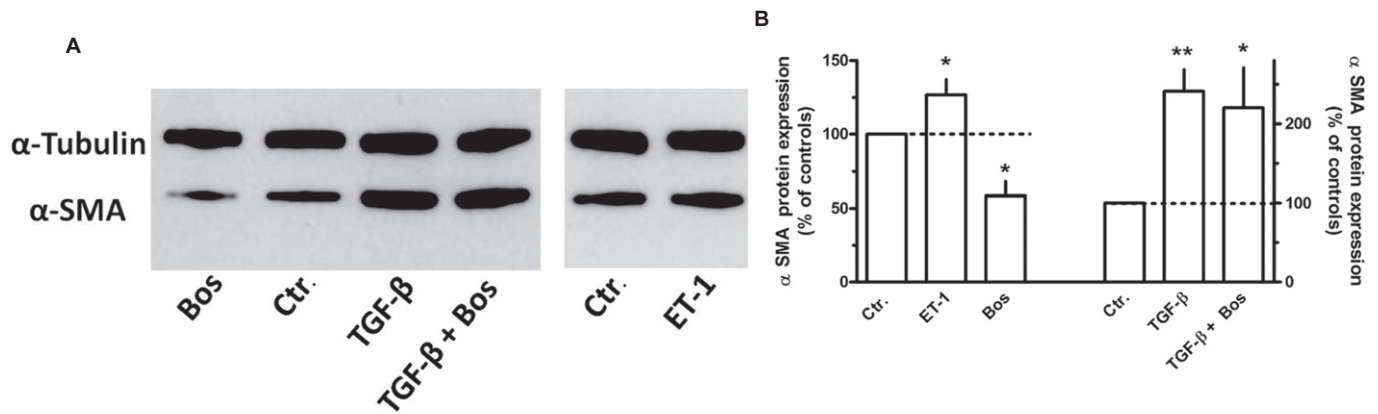 A
α-Tubulin
α-SMA
Bos
Ctr.
TGF-β
TGF-β + Bos
Ctr.
ET-1
B
α SMA protein expression
(% of controls)
150
100
50
0
*
*
**
*
Ctr.
ET-1
Bos
Ctr.
TGF-β
TGF-β + Bos
200
100
0
α SMA protein expression
(% of controls)